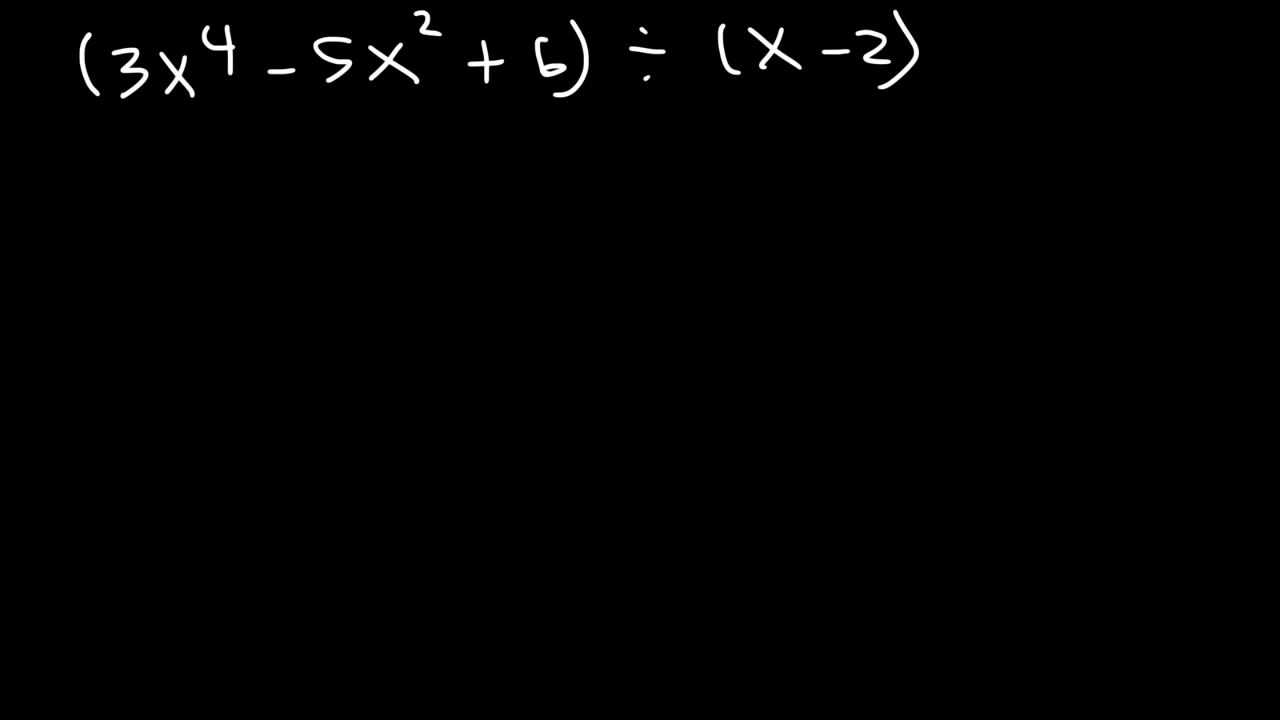 (3x⁴ - 5x² + 6) ÷ (x - 2)